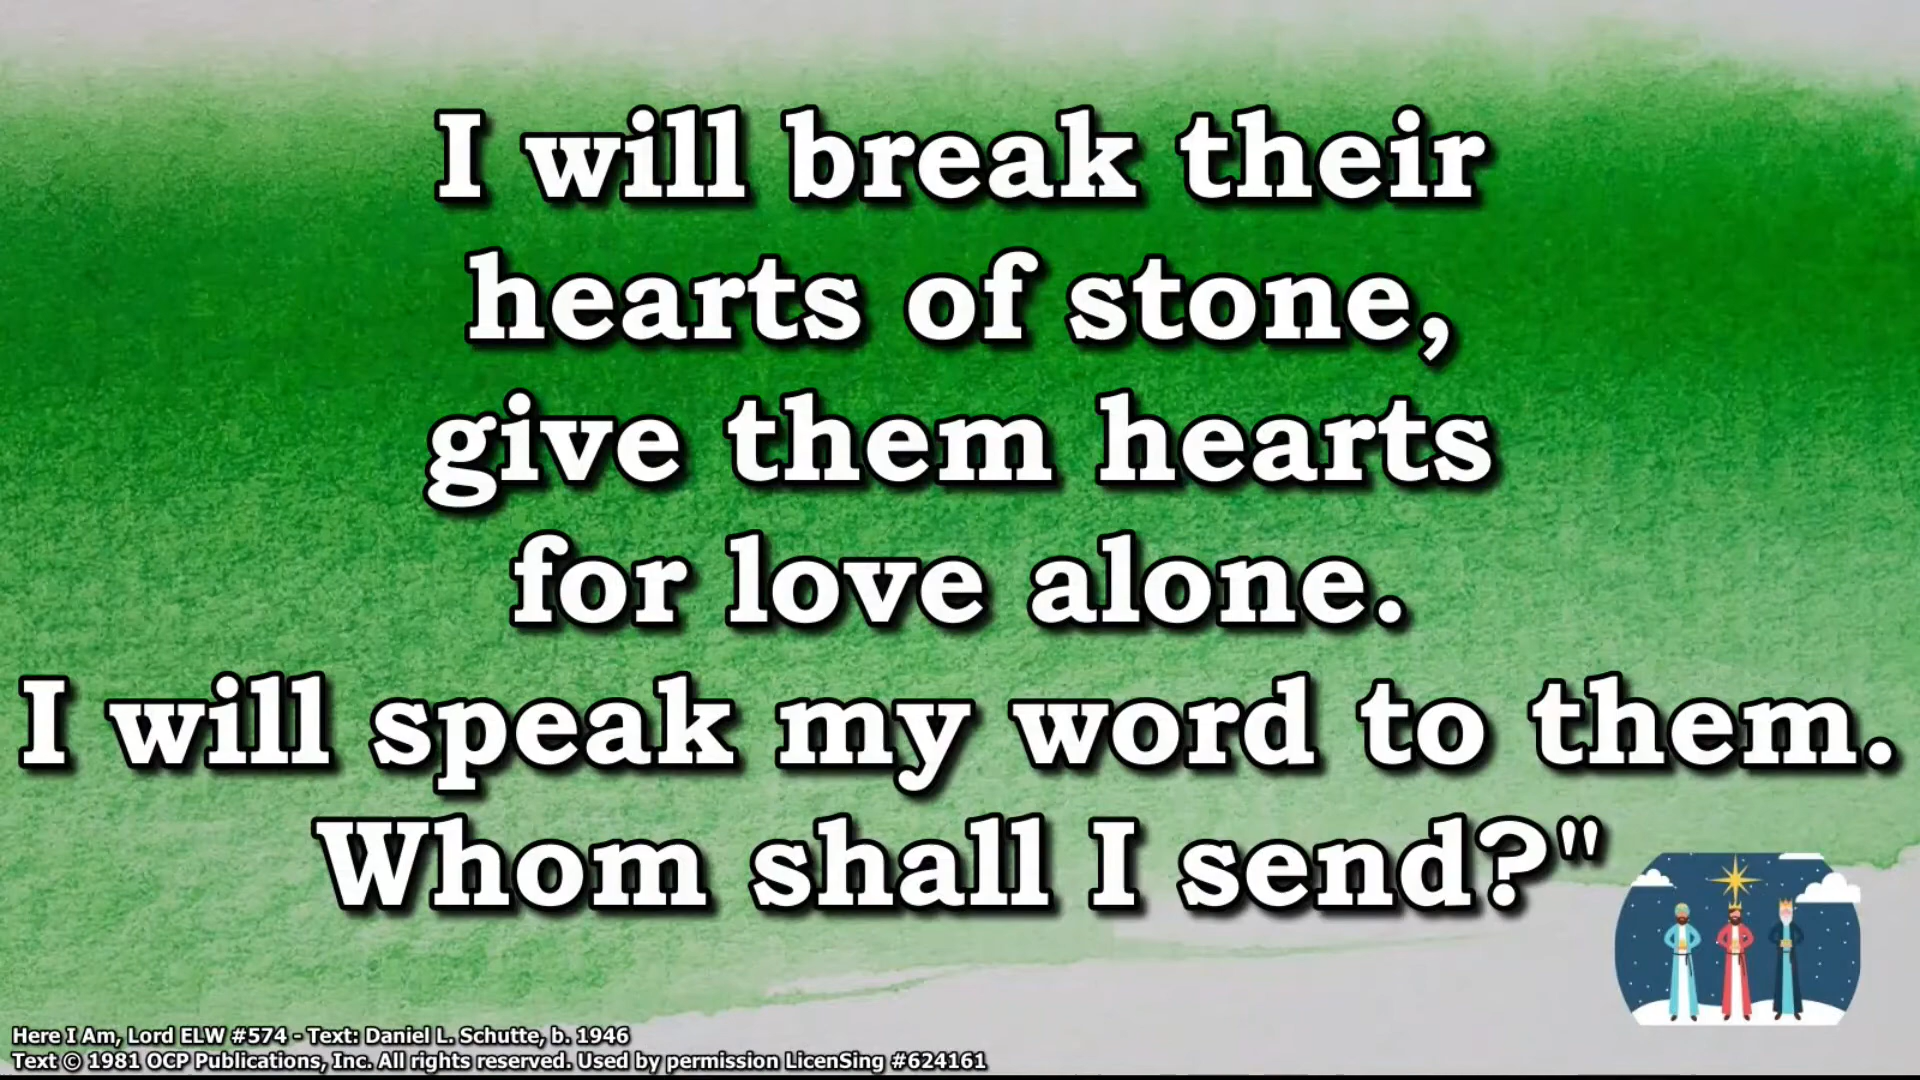 I will break their
hearts of stone,
give them hearts
for love alone.
I will speak my word to them.
Whom shall I send?"
Here I Am, Lord ELW #574 - Text: Daniel L. Schutte, b. 1946
Text © 1981 OCP Publications, Inc. All rights reserved. Used by permission LicenSing #624161